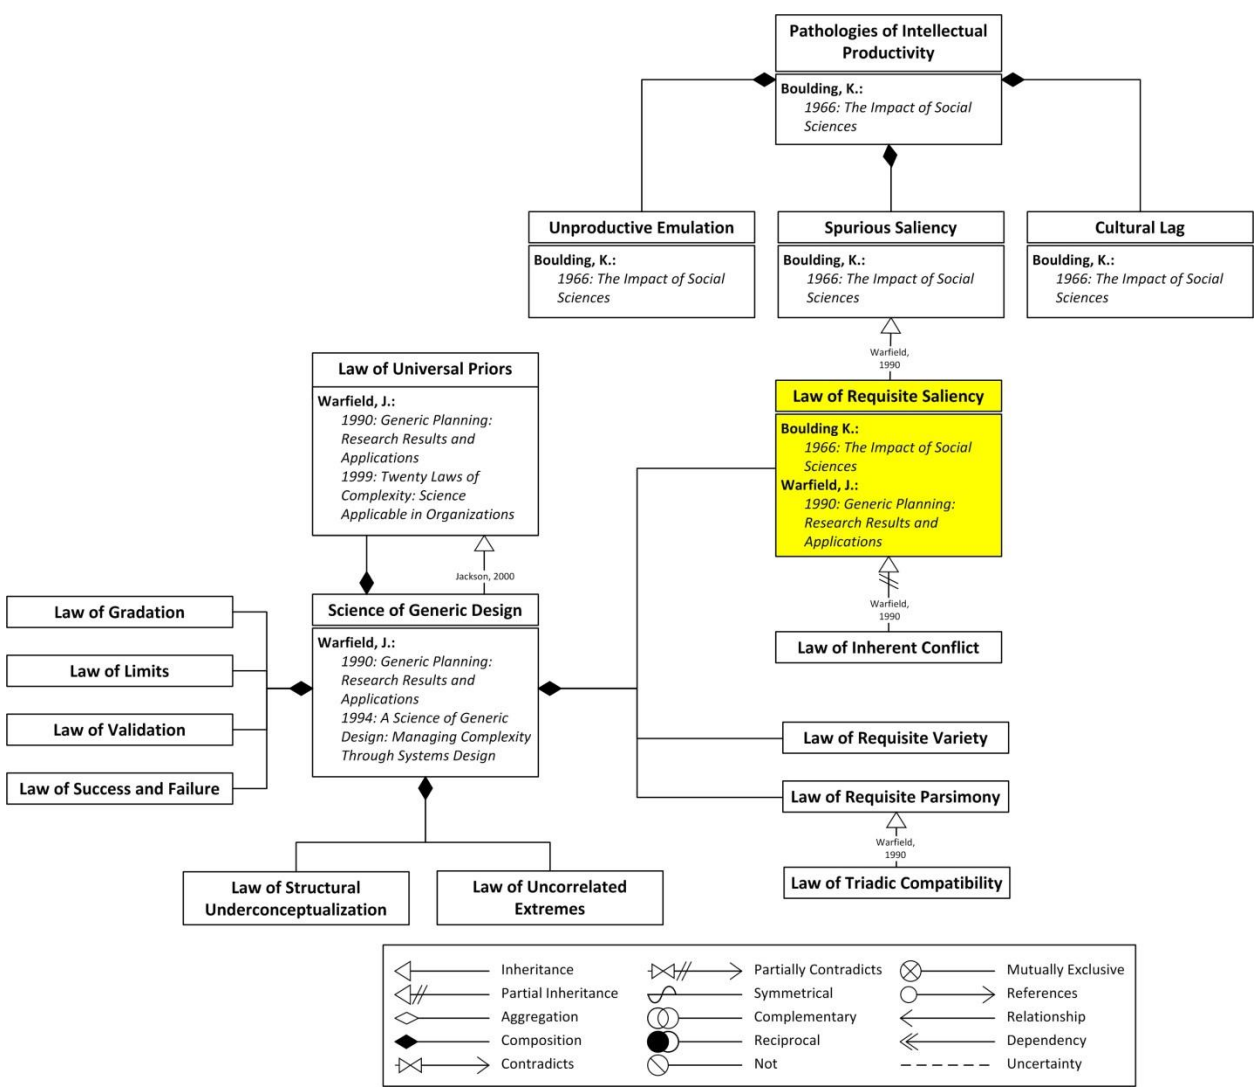 Pathologies of Intellectual
Productivity
Boulding, K.:
1966: The Impact of Social
Sciences
Unproductive Emulation
Boulding, K.:
1966: The Impact of Social
Sciences
Spurious Saliency
Boulding, K.:
1966: The Impact of Social
Sciences
Cultural Lag
Boulding, K.:
1966: The Impact of Social
Sciences
Warfield,
1990
Law of Universal Priors
Warfield, J.:
1990: Generic Planning:
Research Results and
Applications
1999: Twenty Laws of
Complexity: Science
Applicable in Organizations
Law of Requisite Saliency
Boulding K.:
1966: The Impact of Social
Sciences
Warfield, J.:
1990: Generic Planning:
Research Results and
Applications
Jackson, 2000
Warfield,
1990
Law of Gradation
Law of Limits
Law of Validation
Law of Success and Failure
Science of Generic Design
Warfield, J.:
1990: Generic Planning:
Research Results and
Applications
1994: A Science of Generic
Design: Managing Complexity
Through Systems Design
Law of Inherent Conflict
Law of Requisite Variety
Law of Requisite Parsimony
Warfield,
1990
Law of Triadic Compatibility
Law of Structural
Underconceptualization
Law of Uncorrelated
Extremes
Inheritance
Partial Inheritance
Aggregation
Composition
Contradicts
Partially Contradicts
Symmetrical
Complementary
Reciprocal
Not
Mutually Exclusive
References
Relationship
Dependency
Uncertainty